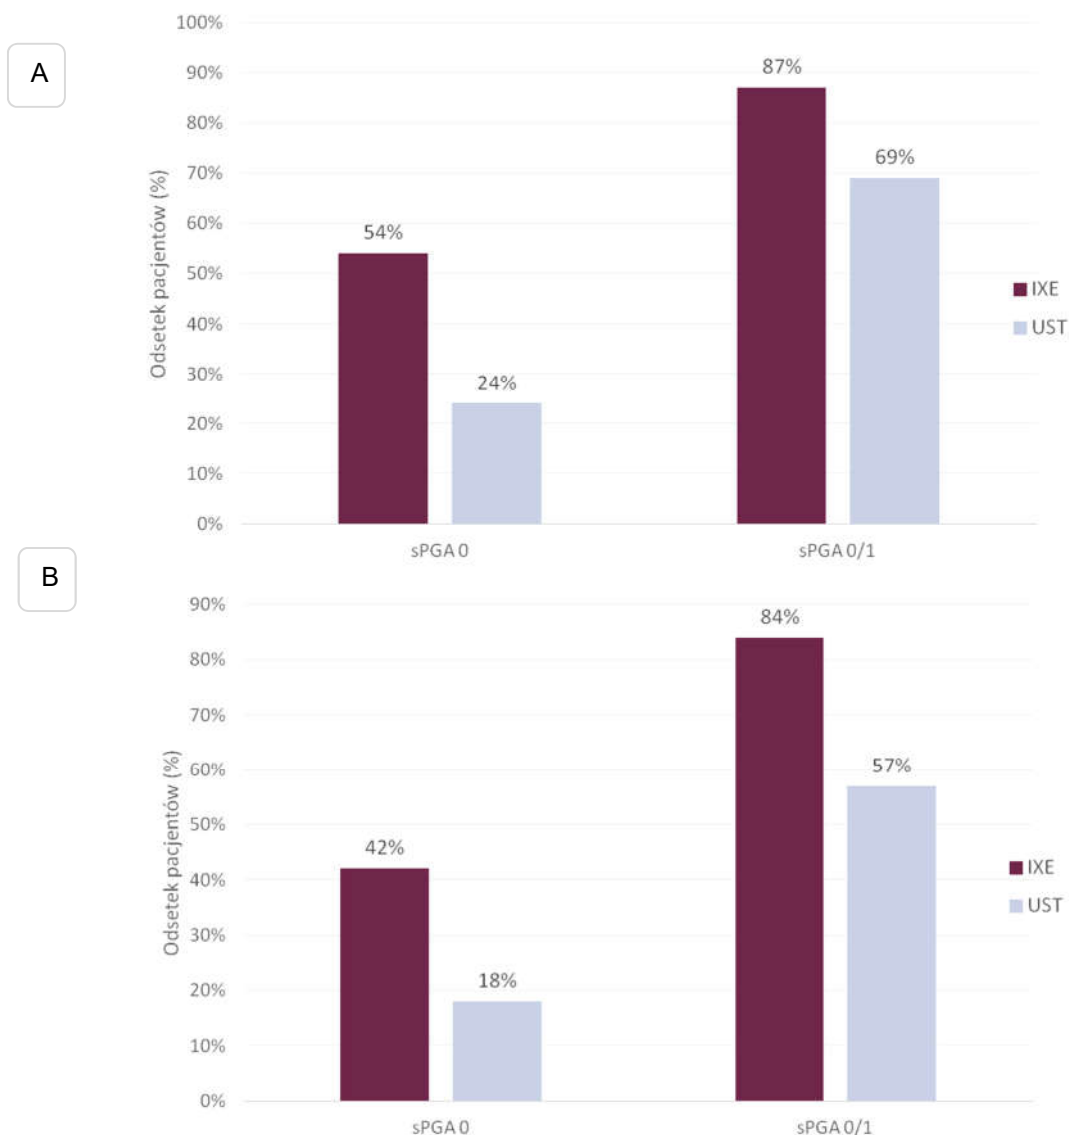 A
Odsetek pacjentów (%)
100%
90%
80%
70%
60%
50%
40%
30%
20%
10%
0%
54%
24%
87%
69%
sPGA 0
sPGA 0/1
IXE
UST
B
Odsetek pacjentów (%)
90%
80%
70%
60%
50%
40%
30%
20%
10%
0%
42%
18%
84%
57%
sPGA 0
sPGA 0/1
IXE
UST